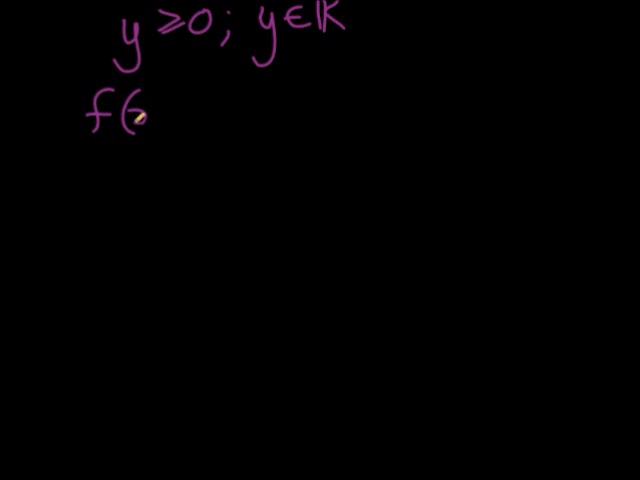 y ≥ 0 ; y ∈ ℝ
f(